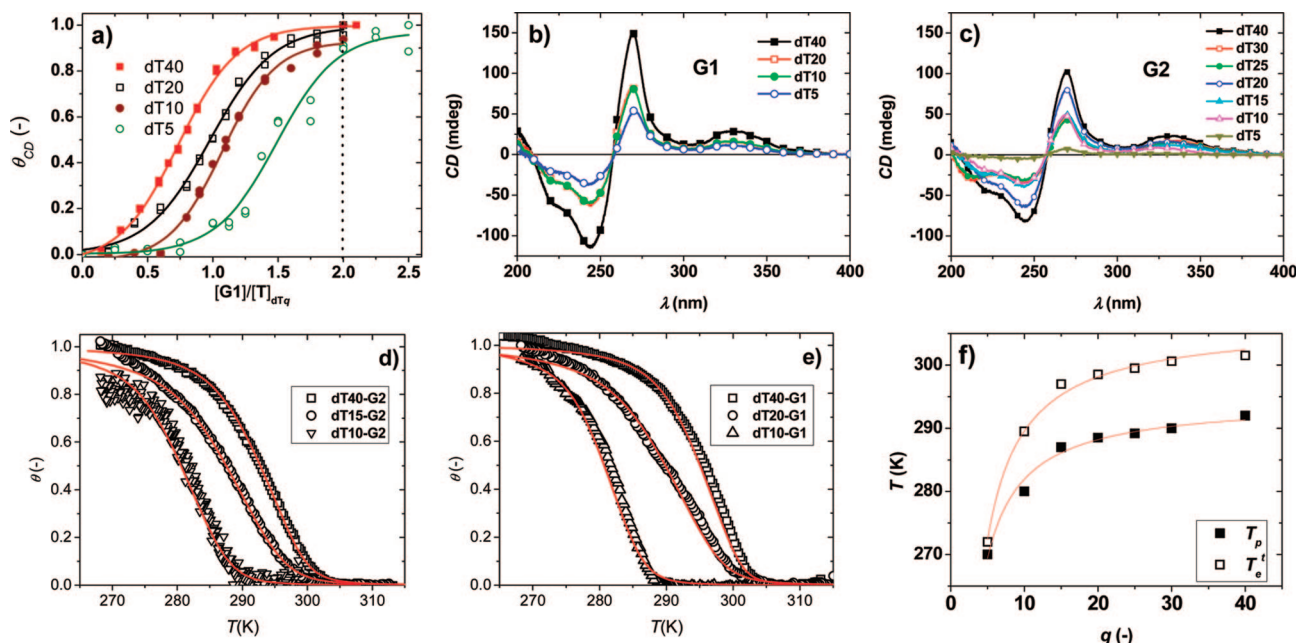 a)
dT40
dT20
dT10
dT5
θCD (-)
1.0
0.8
0.6
0.4
0.2
0.0
0.0 0.5 1.0 1.5 2.0 2.5
[G1]/[T]dTq
b)
G1
dT40
dT20
dT10
dT5
CD (mdeg)
150
100
50
0
-50
-100
200 250 300 350 400
λ (nm)
c)
G2
dT40
dT30
dT25
dT20
dT15
dT10
dT5
CD (mdeg)
150
100
50
0
-50
-100
200 250 300 350 400
λ (nm)
d)
dT40-G2
dT15-G2
dT10-G2
θ (-)
1.0
0.8
0.6
0.4
0.2
0.0
270 280 290 300 310
T(K)
e)
dT40-G1
dT20-G1
dT10-G1
θ (-)
1.0
0.8
0.6
0.4
0.2
0.0
270 280 290 300 310
T(K)
f)
T (K)
300
290
280
270
Tp
Te t
0 10 20 30 40
q (-)